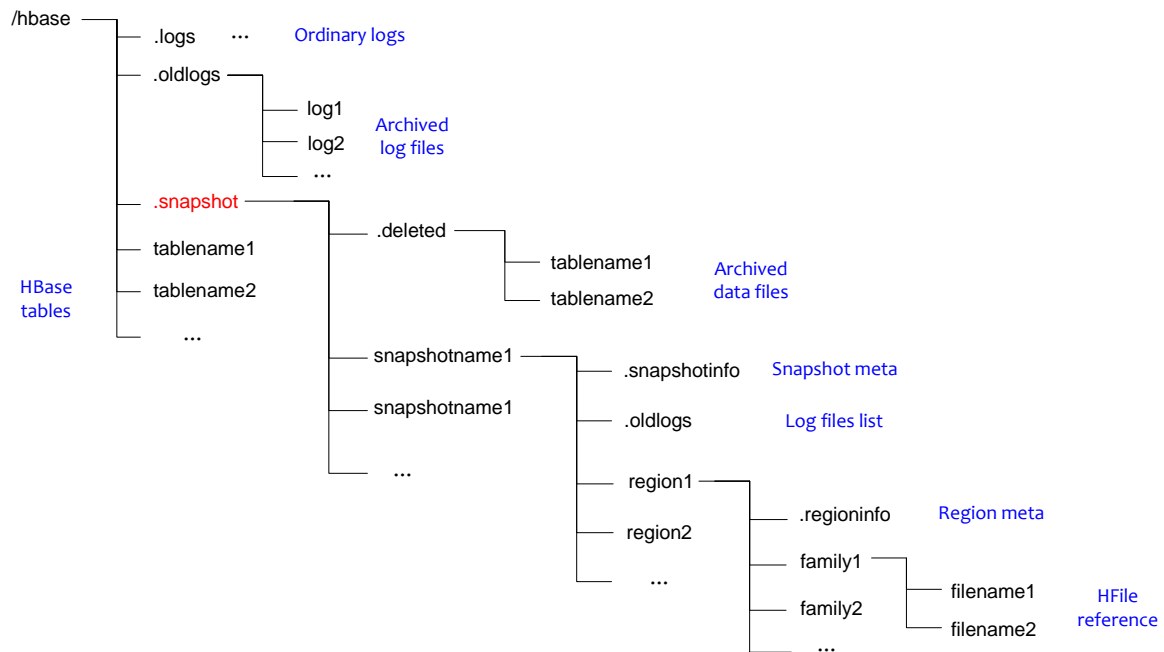 /hbase
.logs ... Ordinary logs
.oldlogs
log1
log2
...
Archived
log files
.snapshot
.deleted
tablename1
tablename2
Archived
data files
tablename1
tablename2
...
HBase
tables
snapshotname1
snapshotname1
...
.snapshotinfo Snapshot meta
.oldlogs Log files list
region1
region2
...
.regioninfo Region meta
family1
family2
...
filename1
filename2
HFile
reference